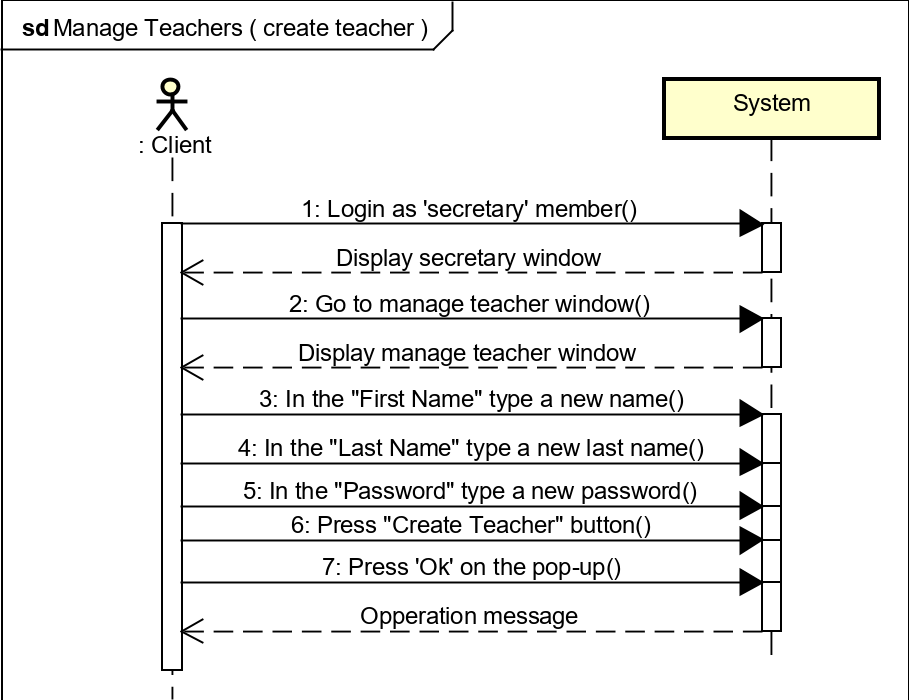 sd Manage Teachers ( create teacher )
: Client
System
1: Login as 'secretary' member()
Display secretary window
2: Go to manage teacher window()
Display manage teacher window
3: In the "First Name" type a new name()
4: In the "Last Name" type a new last name()
5: In the "Password" type a new password()
6: Press "Create Teacher" button()
7: Press 'Ok' on the pop-up()
Opperation message